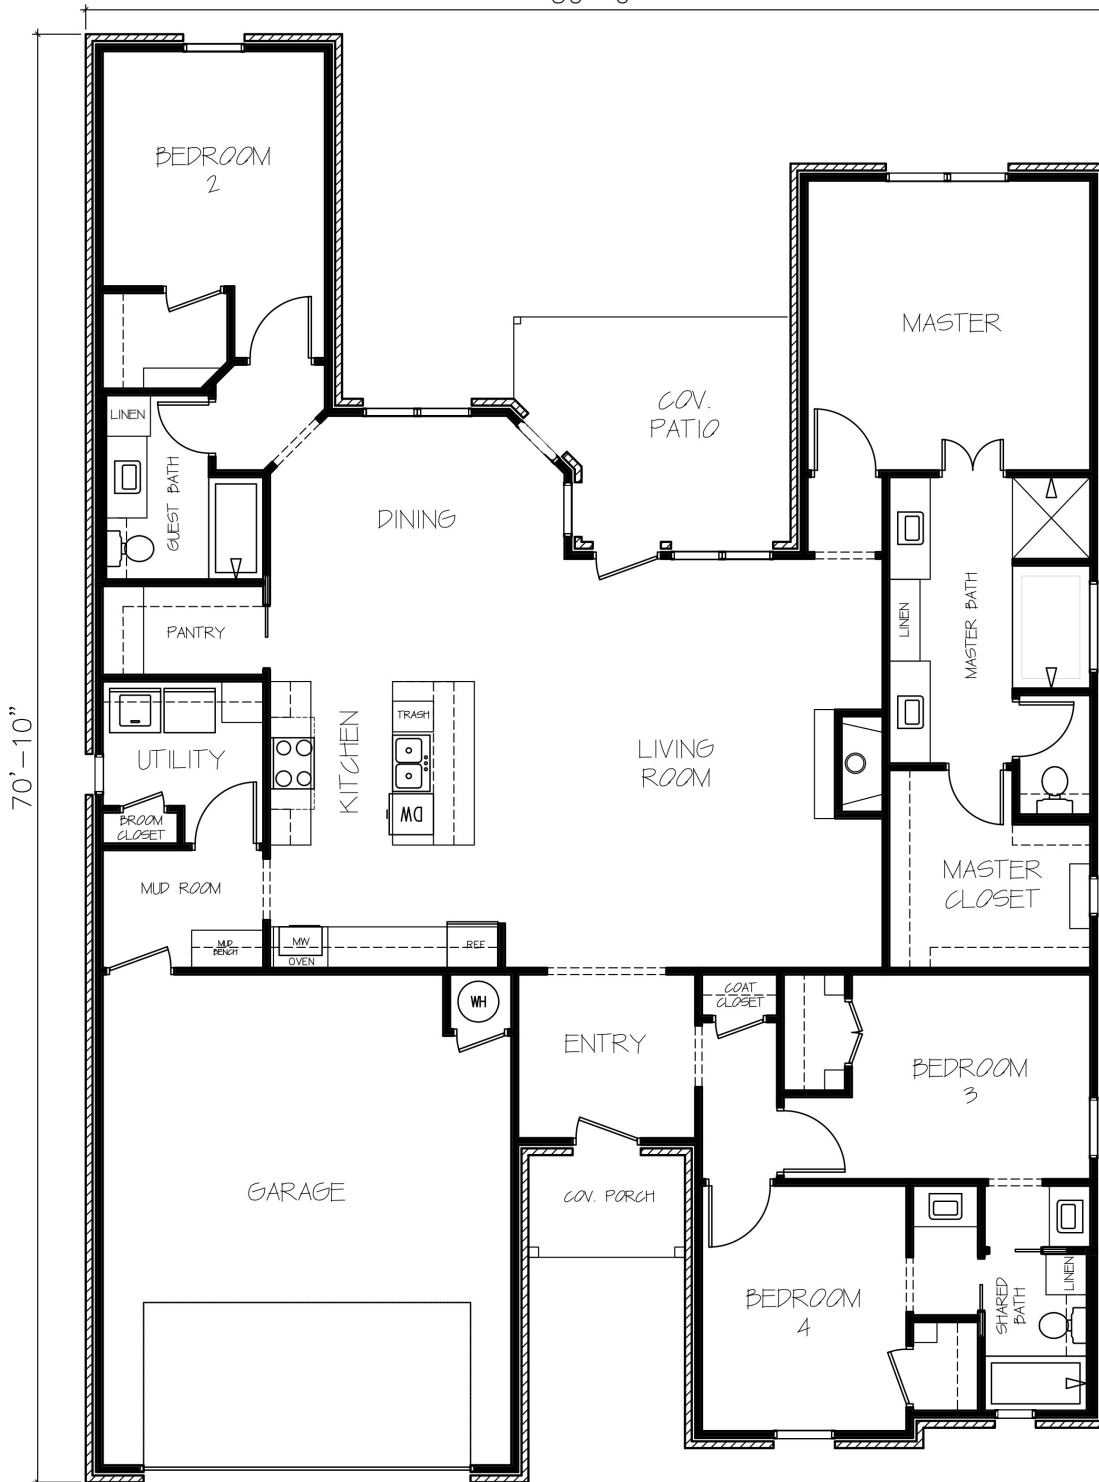 BEDROOM
2
MASTER
COV.
PATIO
LINEN
GUEST BATH
DINING
PANTRY
LINEN
MASTER BATH
70'-10"
UTILITY
KITCHEN
TRASH
DW
LIVING
ROOM
BROOM
CLOSET
MUD ROOM
MUD
BENCH
MW
OVEN
REF
MASTER
CLOSET
WH
COAT
CLOSET
ENTRY
BEDROOM
3
GARAGE
COV. PORCH
BEDROOM
4
SHARED
BATH
LINEN